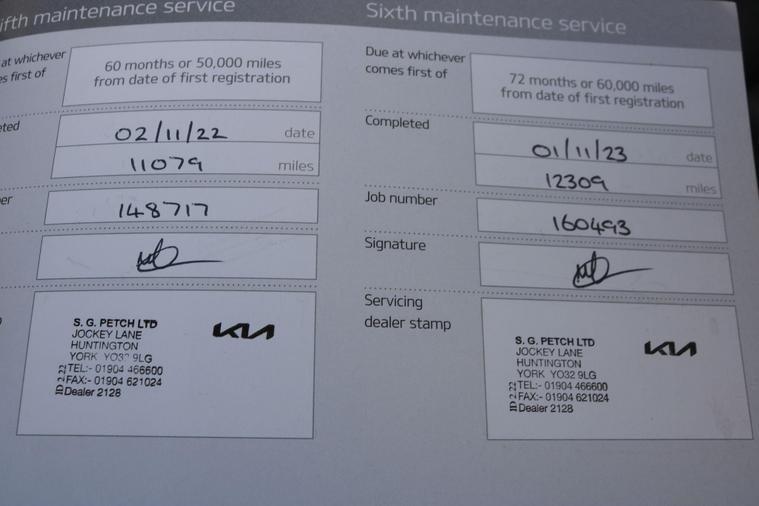 ifth maintenance service
at whichever
es first of
60 months or 50,000 miles
from date of first registration
eted
02/11/22 date
11079 miles
er
148717
S. G. PETCH LTD
JOCKEY LANE
HUNTINGTON
YORK YO32 9LG
TEL:- 01904 466600
FAX:- 01904 621024
Dealer 2128
KIA
Sixth maintenance service
Due at whichever
comes first of
72 months or 60,000 miles
from date of first registration
Completed
01/11/23 date
12309 miles
Job number
160493
Signature
Servicing
dealer stamp
S. G. PETCH LTD
JOCKEY LANE
HUNTINGTON
YORK YO32 9LG
TEL:- 01904 466600
FAX:- 01904 621024
Dealer 2128
KIA